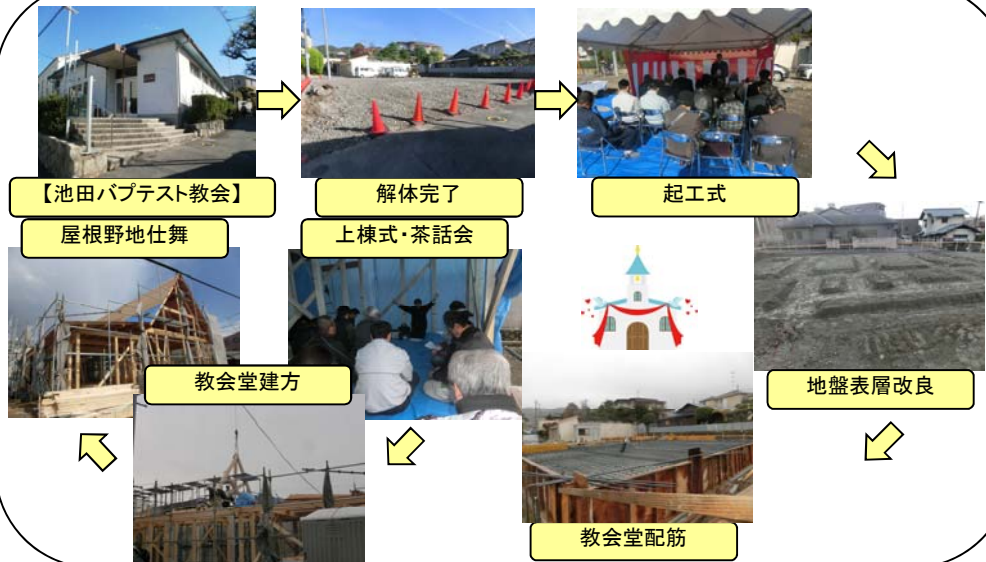 【池田バプテスト教会】
解体完了
起工式
屋根野地仕舞
上棟式・茶話会
地盤表層改良
教会堂建方
教会堂配筋